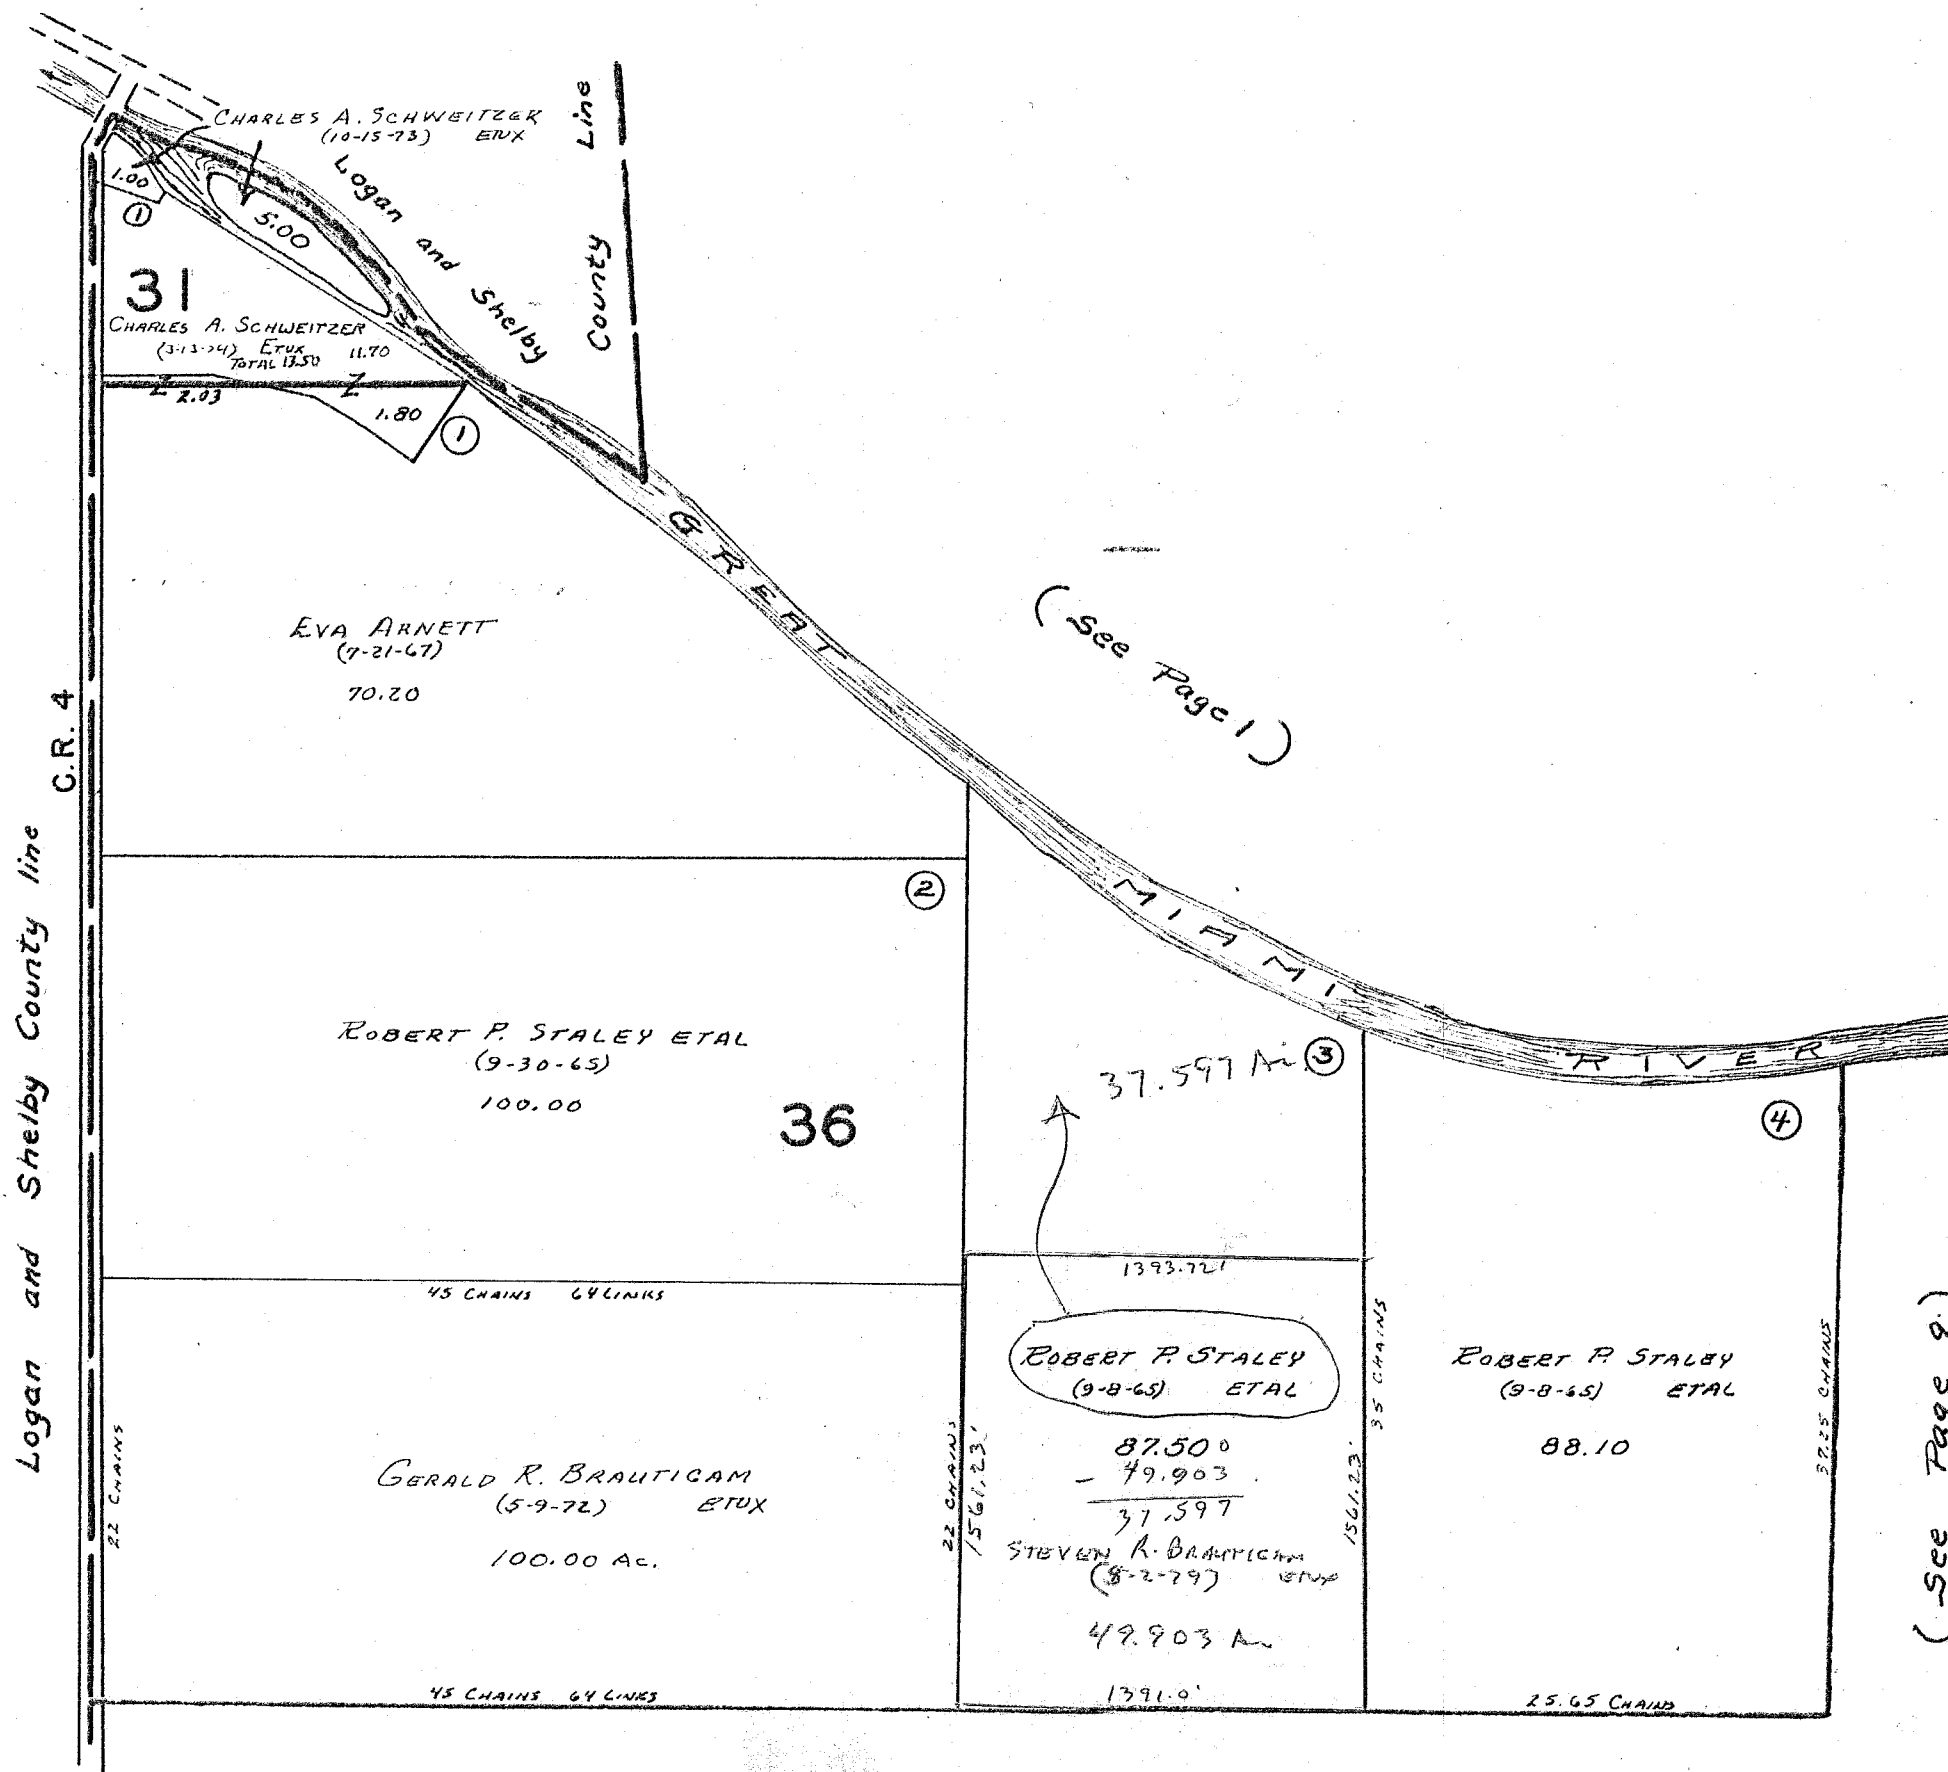 CHARLES A. SCHWEITZER
(10-15-73) ETUX
1.00
①
5.00
Logan and Shelby
County Line
31
CHARLES A. SCHWEITZER
(3-13-74) ETUX 11.70
TOTAL 13.50
2.03
1.80
①
GREAT MIAMI RIVER
(See Page 1)
EVA ARNETT
(7-21-67)
70.20
C.R. 4
Logan and Shelby County line
②
ROBERT P. STALEY ETAL
(9-30-65)
100.00
36
45 CHAINS 64 LINKS
22 CHAINS
GERALD R. BRAUTIGAM
(5-9-72) ETUX
100.00 AC.
22 CHAINS
45 CHAINS 64 LINKS
③
37.597 Ac.
1393.72'
ROBERT P. STALEY
(9-8-65) ETAL
87.500
- 49.903
37.597
STEVEN R. BRAUTIGAM
(8-2-79) ETUX
49.903 Ac
1391.0'
1561.23'
1561.23'
35 CHAINS
④
ROBERT P. STALEY
(9-8-65) ETAL
88.10
37.25 CHAINS
25.65 CHAINS
(See Page 9.)